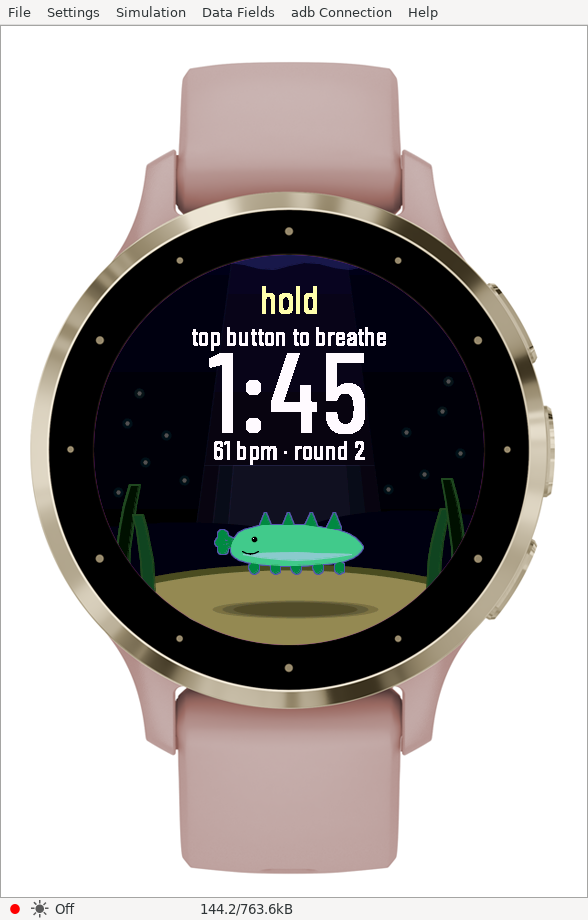 File Settings Simulation Data Fields adb Connection Help
hold
top button to breathe
1:45
61 bpm · round 2
Off 144.2/763.6kB